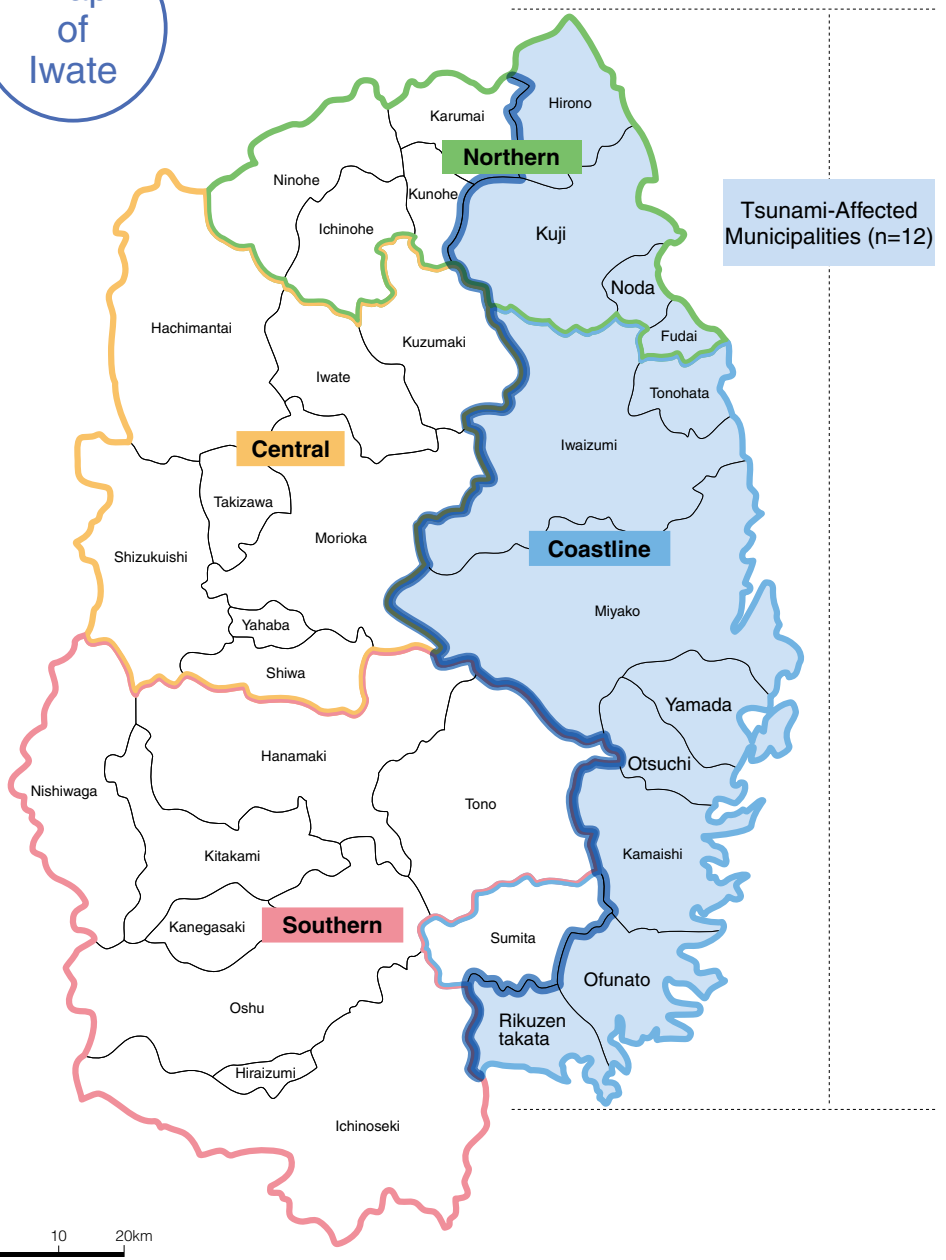 of
Iwate
Hirono
Karumai
Northern
Ninohe
Kunohe
Tsunami-Affected
Municipalities (n=12)
Ichinohe
Kuji
Noda
Hachimantai
Fudai
Kuzumaki
Iwate
Tonohata
Central
Iwaizumi
Takizawa
Morioka
Coastline
Shizukuishi
Miyako
Yahaba
Shiwa
Yamada
Hanamaki
Otsuchi
Nishiwaga
Tono
Kamaishi
Kitakami
Kanegasaki
Southern
Sumita
Ofunato
Oshu
Rikuzen
takata
Hiraizumi
Ichinoseki
10
20km